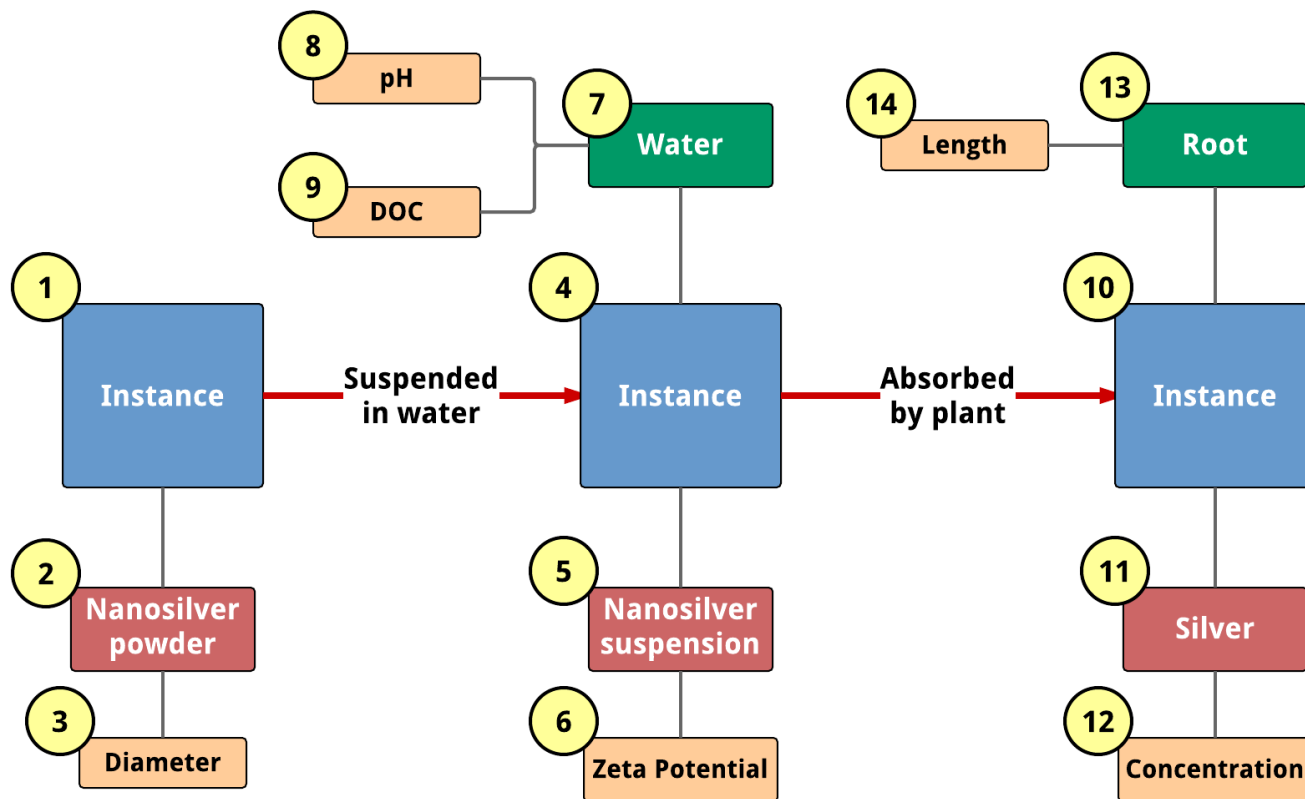 8
pH
7
Water
14
Length
13
Root
9
DOC
1
Instance
Suspended
in water
4
Instance
Absorbed
by plant
10
Instance
2
Nanosilver
powder
5
Nanosilver
suspension
11
Silver
3
Diameter
6
Zeta Potential
12
Concentration